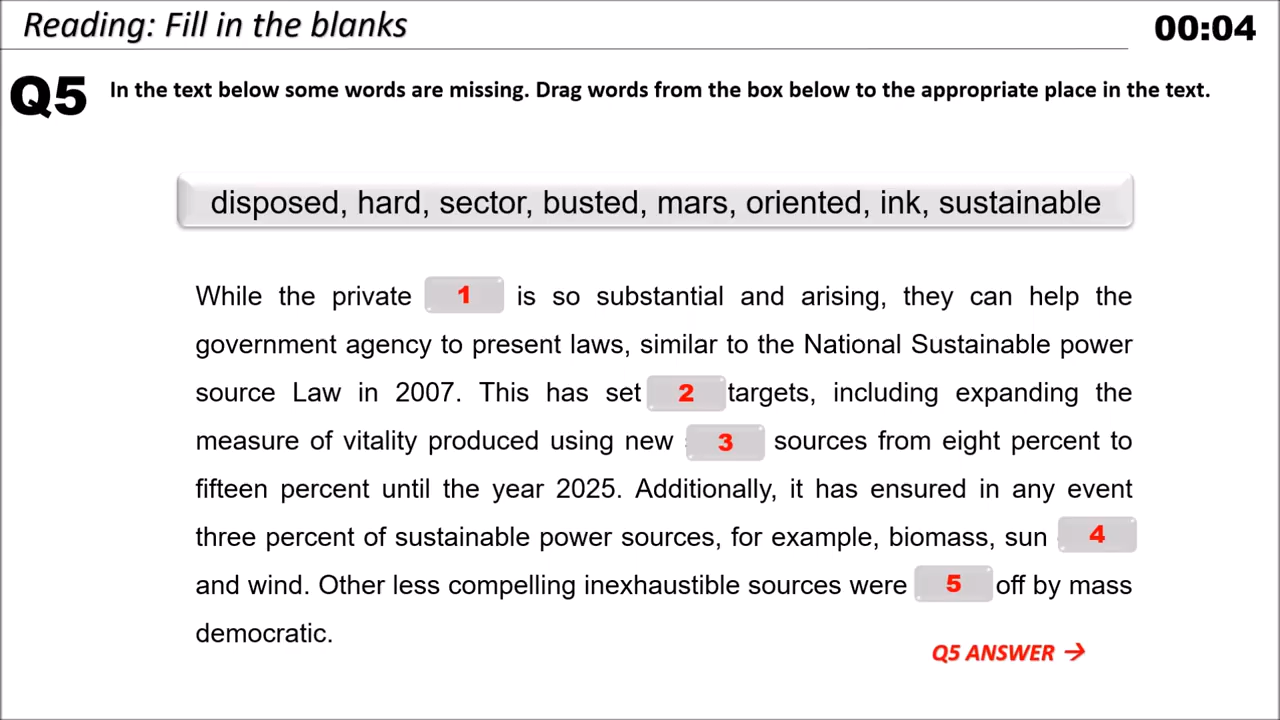 Reading: Fill in the blanks
00:04
Q5
In the text below some words are missing. Drag words from the box below to the appropriate place in the text.
disposed, hard, sector, busted, mars, oriented, ink, sustainable
While the private 1 is so substantial and arising, they can help the
government agency to present laws, similar to the National Sustainable power
source Law in 2007. This has set 2 targets, including expanding the
measure of vitality produced using new 3 sources from eight percent to
fifteen percent until the year 2025. Additionally, it has ensured in any event
three percent of sustainable power sources, for example, biomass, sun 4
and wind. Other less compelling inexhaustible sources were 5 off by mass
democratic.
Q5 ANSWER →